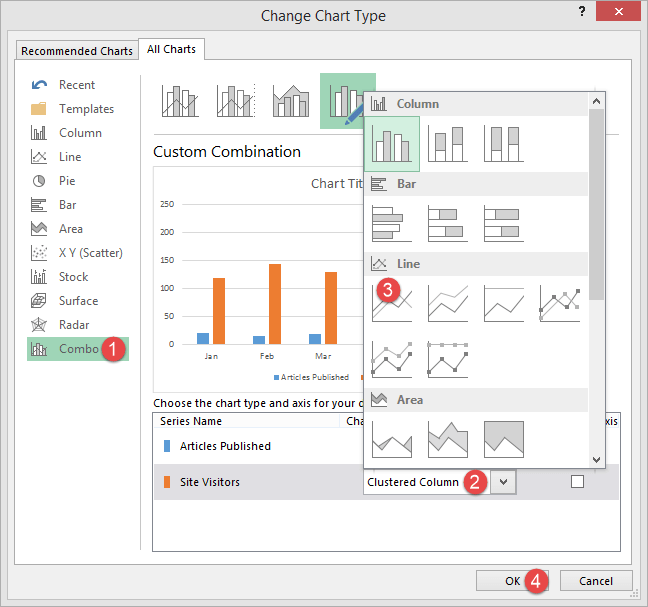 Change Chart Type
?
Recommended Charts
All Charts
Recent
Templates
Column
Line
Pie
Bar
Area
X Y (Scatter)
Stock
Surface
Radar
Combo 1
Custom Combination
Chart Tit
250
200
150
100
50
0
Jan
Feb
Mar
Articles Published
Choose the chart type and axis for your d
Series Name
Cha
xis
Articles Published
Site Visitors
Clustered Column 2
Column
Bar
Line
3
Area
OK 4
Cancel